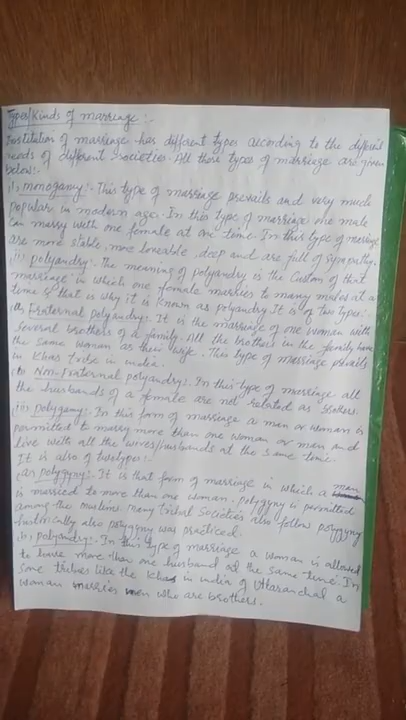 Types/Kinds of marriage :-
Institution of marriage has different types according to the different
needs of different Societies. All those types of mitrriage are given
below:-
(i) monogamy :- This type of marriage prevails and very much
popular in modern age. In this type of marriage one male
can marry with one female at one time. In this type of marriage
are more stable, more loveable, deep and are full of sypmathy.
(ii) Polyandry :- The meaning of polyandry is the custom of that
marriage in which one female marries to many males at a
time & that is why it is known as polyandry. It is of two types:-
(a) Fraternal polyandry :- It is the marriage of one woman with
several brothers of a family. All the brothers in the family have
the same woman as their wife. This type of marriage prevails
in Khas tribe in india.
(b) Non-Fraternal polyandry :- In this type of marriage all
the husbands of a female are not related as brothers.
(iii) Polygamy :- In this form of marriage a man or woman is
permitted to marry more than one woman or man and
live with all the wives/husbands at the same time.
It is also of twotypes:-
(a) Polygyny :- It is that form of marriage in which a man
is married to more than one woman. Polygyny is permitted
among the muslims. Many tribal Societies also follow polygyny
historically also polygyny was practiced.
(b) Polyandry :- In this type of marriage a woman is allowed
to have more than one husband at the same time. In
some tribes like the Khas in india of Uttaranchal a
woman marries men who are brothers.